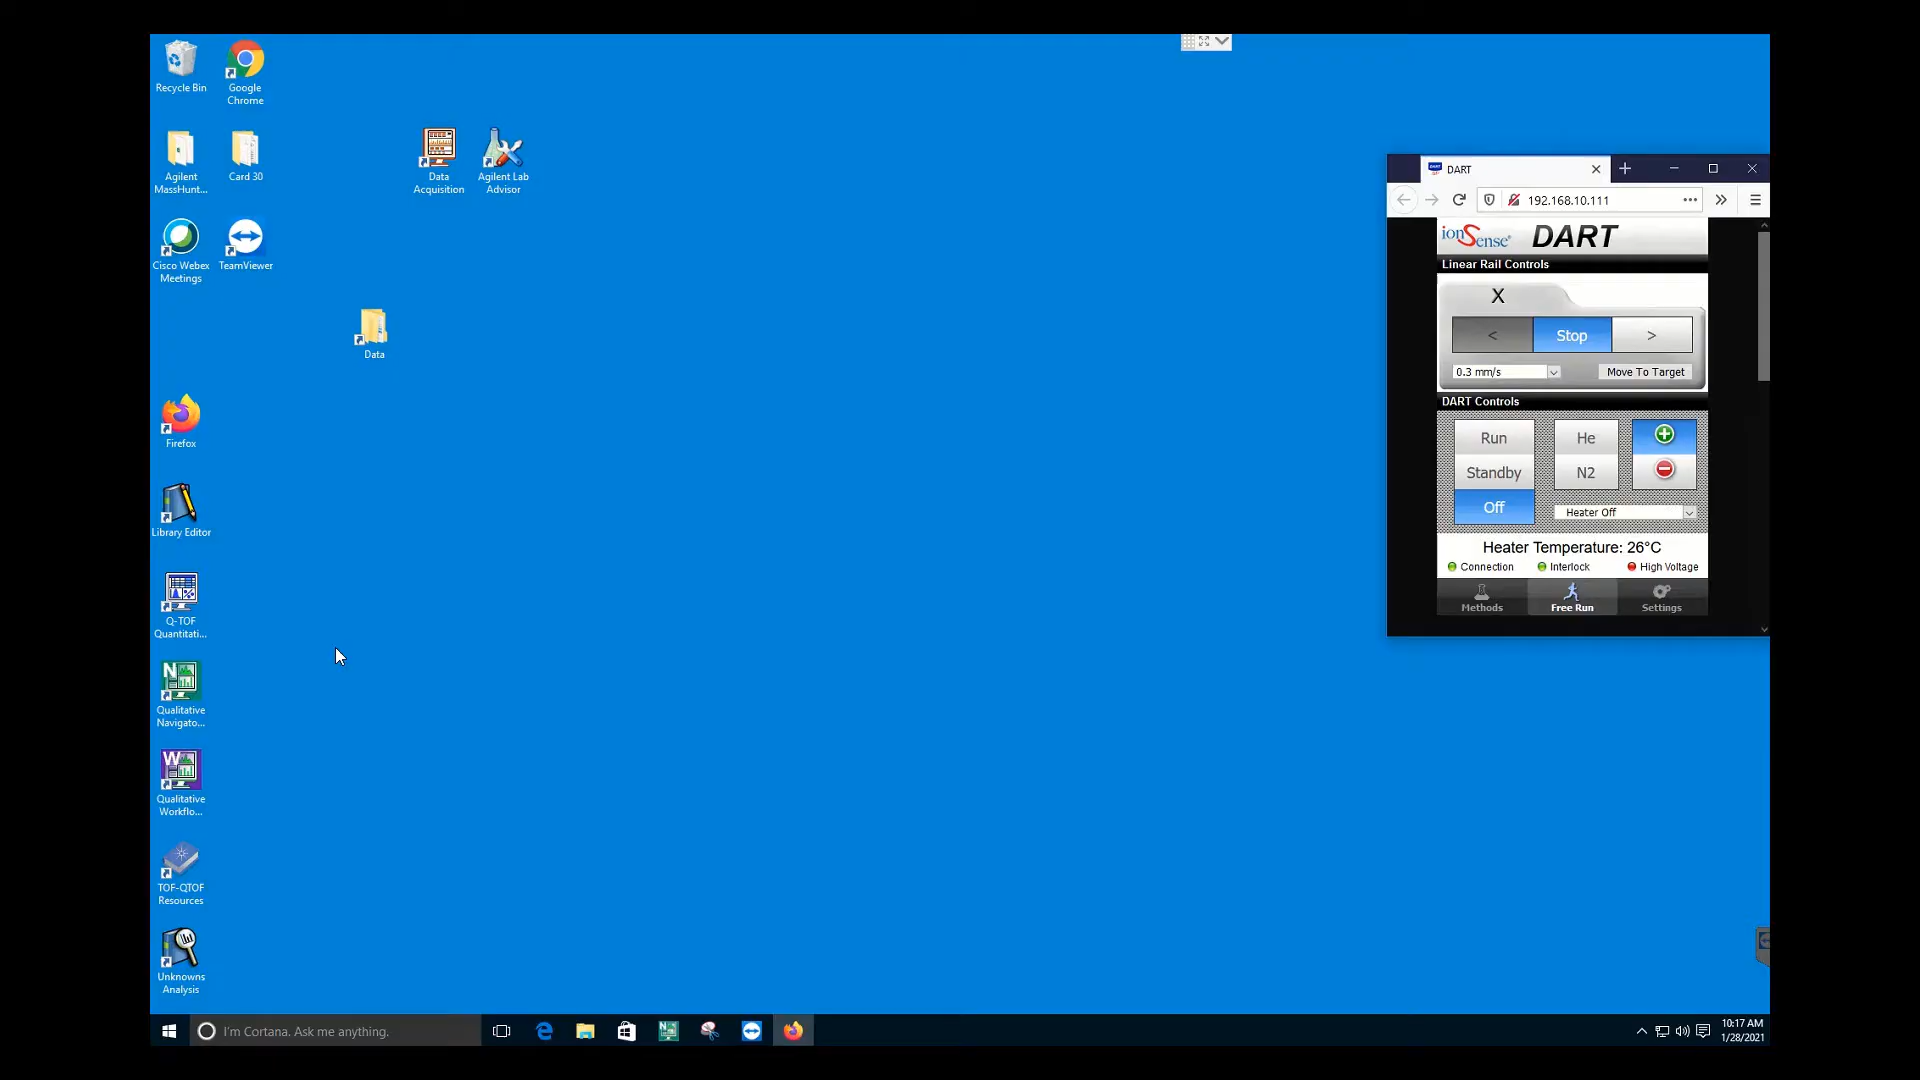 Recycle Bin
Google
Chrome
Agilent
MassHunt...
Card 30
Data
Acquisition
Agilent Lab
Advisor
Cisco Webex
Meetings
TeamViewer
Data
Firefox
Library Editor
Q-TOF
Quantitati...
Qualitative
Navigato...
Qualitative
Workflo...
TOF-QTOF
Resources
Unknowns
Analysis
DART
192.168.10.111
ionSense DART
Linear Rail Controls
X
< Stop >
0.3 mm/s Move To Target
DART Controls
Run He
Standby N2
Off Heater Off
Heater Temperature: 26°C
Connection Interlock High Voltage
Methods Free Run Settings
I'm Cortana. Ask me anything.
10:17 AM
1/28/2021